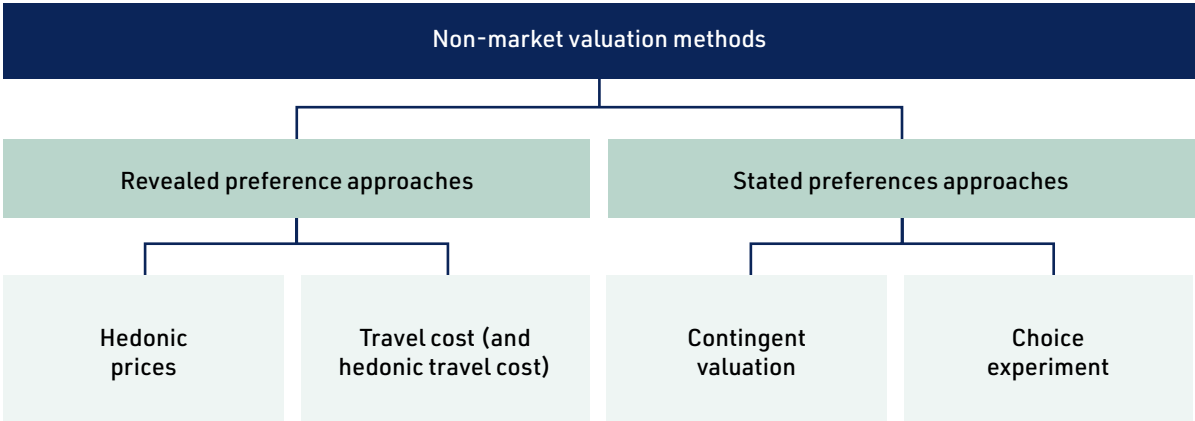 Non-market valuation methods
Revealed preference approaches
Stated preferences approaches
Hedonic
prices
Travel cost (and
hedonic travel cost)
Contingent
valuation
Choice
experiment